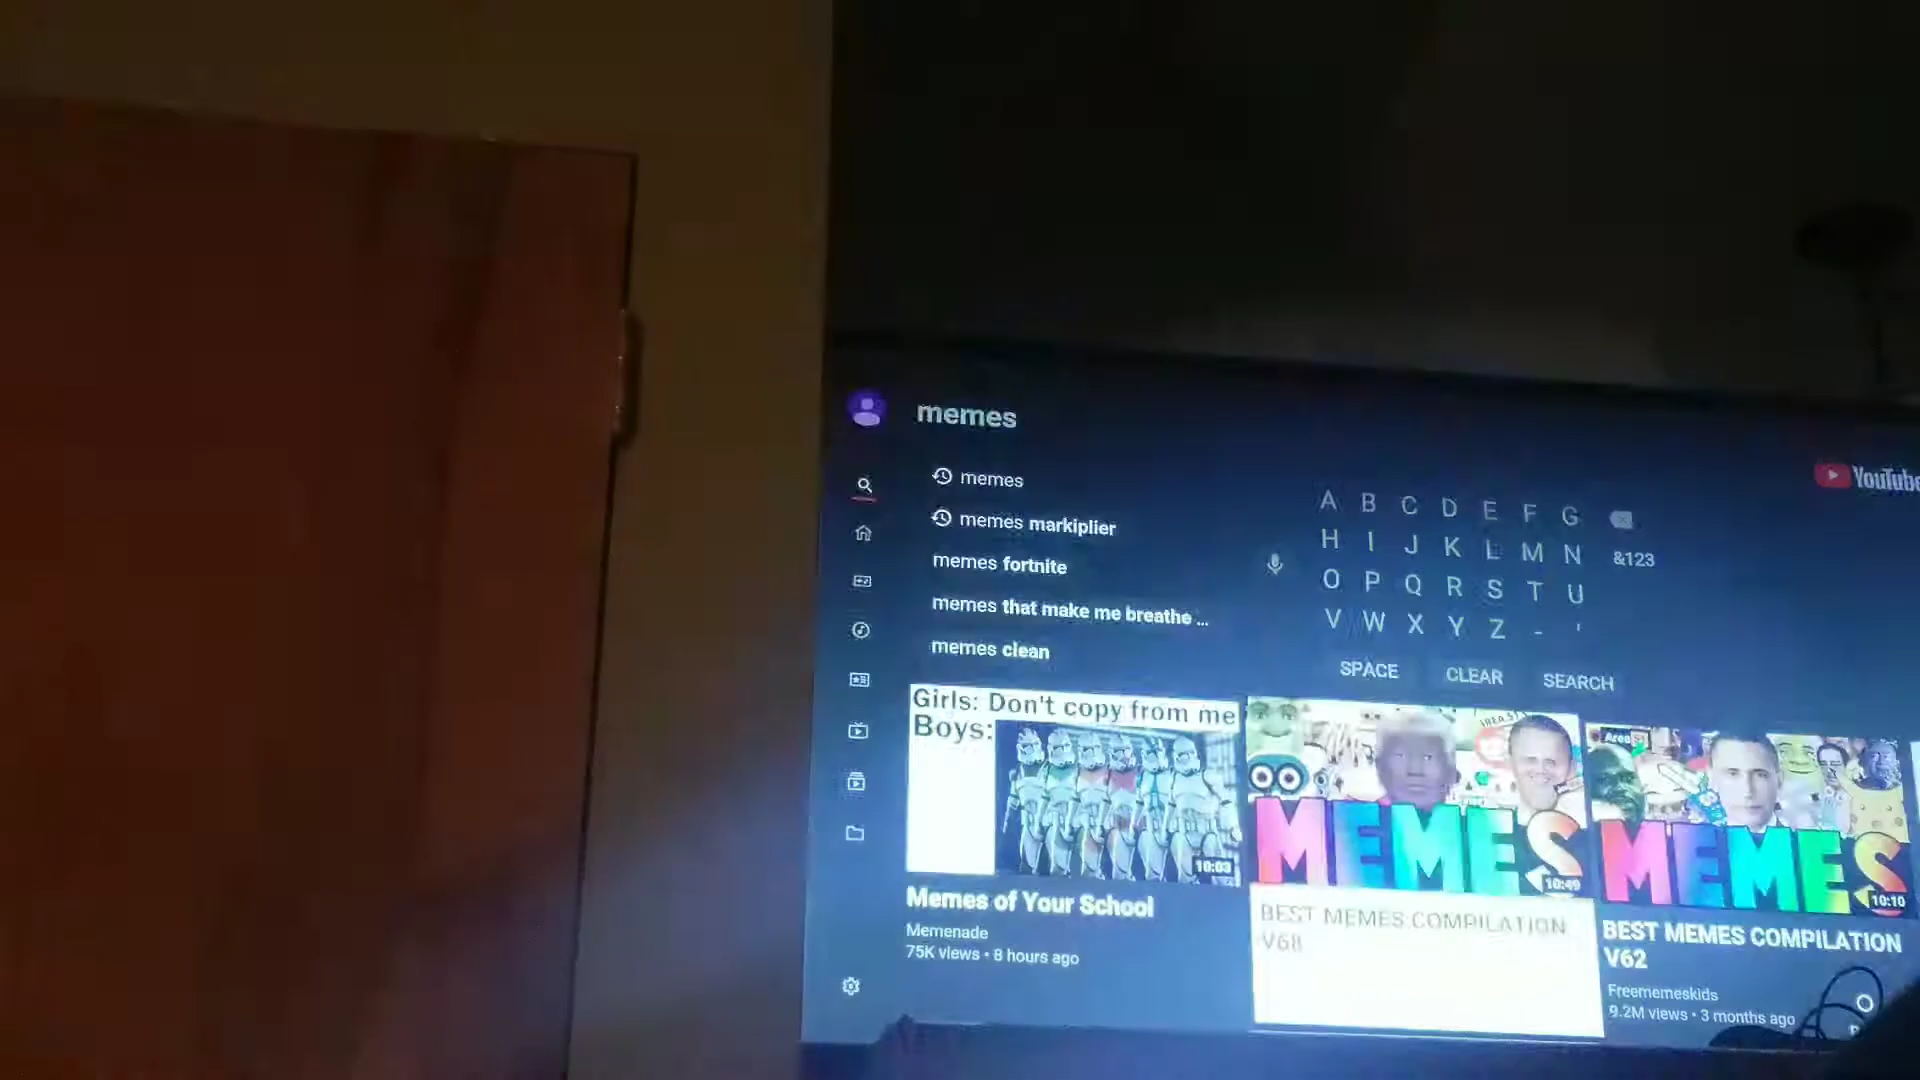 memes
memes
memes markiplier
memes fortnite
memes that make me breathe ...
memes clean
YouTube
A B C D E F G
H I J K L M N &123
O P Q R S T U
V W X Y Z - '
SPACE CLEAR SEARCH
Girls: Don't copy from me
Boys:
10:03
Memes of Your School
Memenade
75K views • 8 hours ago
MEMES
10:49
BEST MEMES COMPILATION
V68
Area
MEMES
10:10
BEST MEMES COMPILATION
V62
Freememeskids
9.2M views • 3 months ago